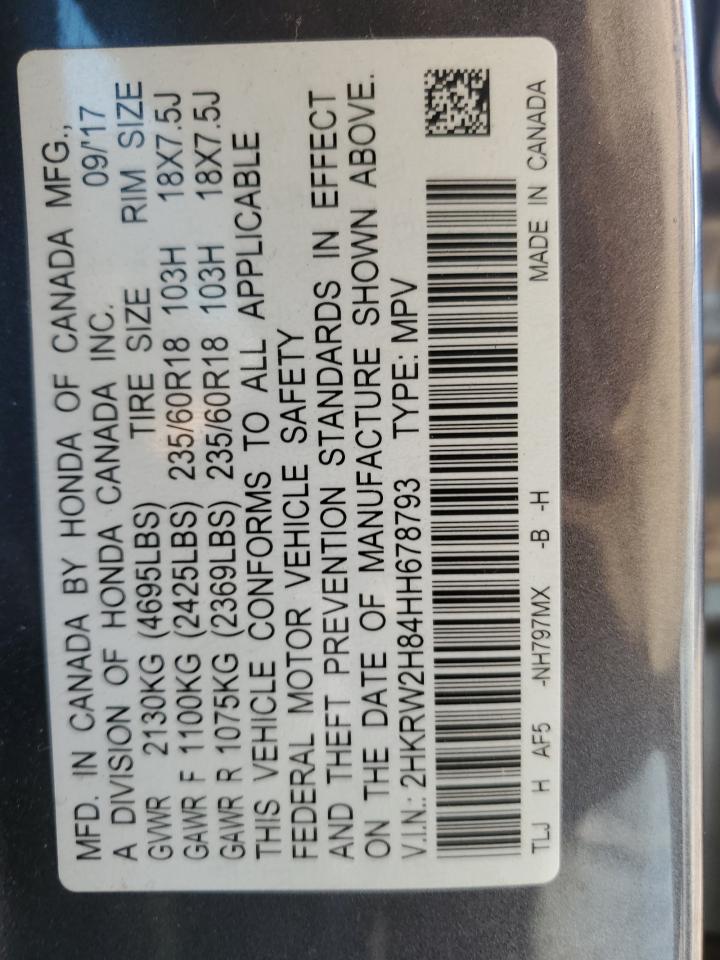 MFD. IN CANADA BY HONDA OF CANADA MFG.,
A DIVISION OF HONDA CANADA INC. 09/'17
GVWR 2130KG (4695LBS) TIRE SIZE RIM SIZE
GAWR F 1100KG (2425LBS) 235/60R18 103H 18X7.5J
GAWR R 1075KG (2369LBS) 235/60R18 103H 18X7.5J
THIS VEHICLE CONFORMS TO ALL APPLICABLE
FEDERAL MOTOR VEHICLE SAFETY
AND THEFT PREVENTION STANDARDS IN EFFECT
ON THE DATE OF MANUFACTURE SHOWN ABOVE.
V.I.N.: 2HKRW2H84HH678793 TYPE: MPV
TLJ H AF5 -NH797MX -B -H MADE IN CANADA